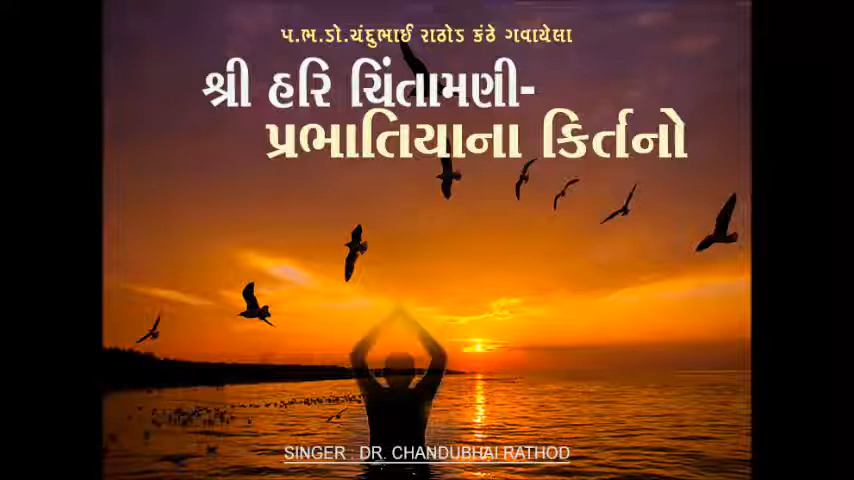 પ.ભ.ડો.ચંદુભાઈ રાઠોડ કંઠે ગવાયેલા
શ્રી હરિ ચિંતામણી-
પ્રભાતિયાના કિર્તનો
SINGER : DR. CHANDUBHAI RATHOD